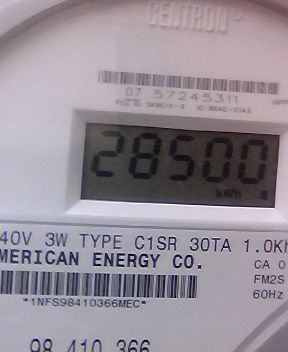 CENTRON®
07 57245311
28500
kWh
40V 3W TYPE C1SR 30TA 1.0Kh
MERICAN ENERGY CO.
CA 0
FM2S
60Hz
*1NFS98410366MEC*
98 410 366